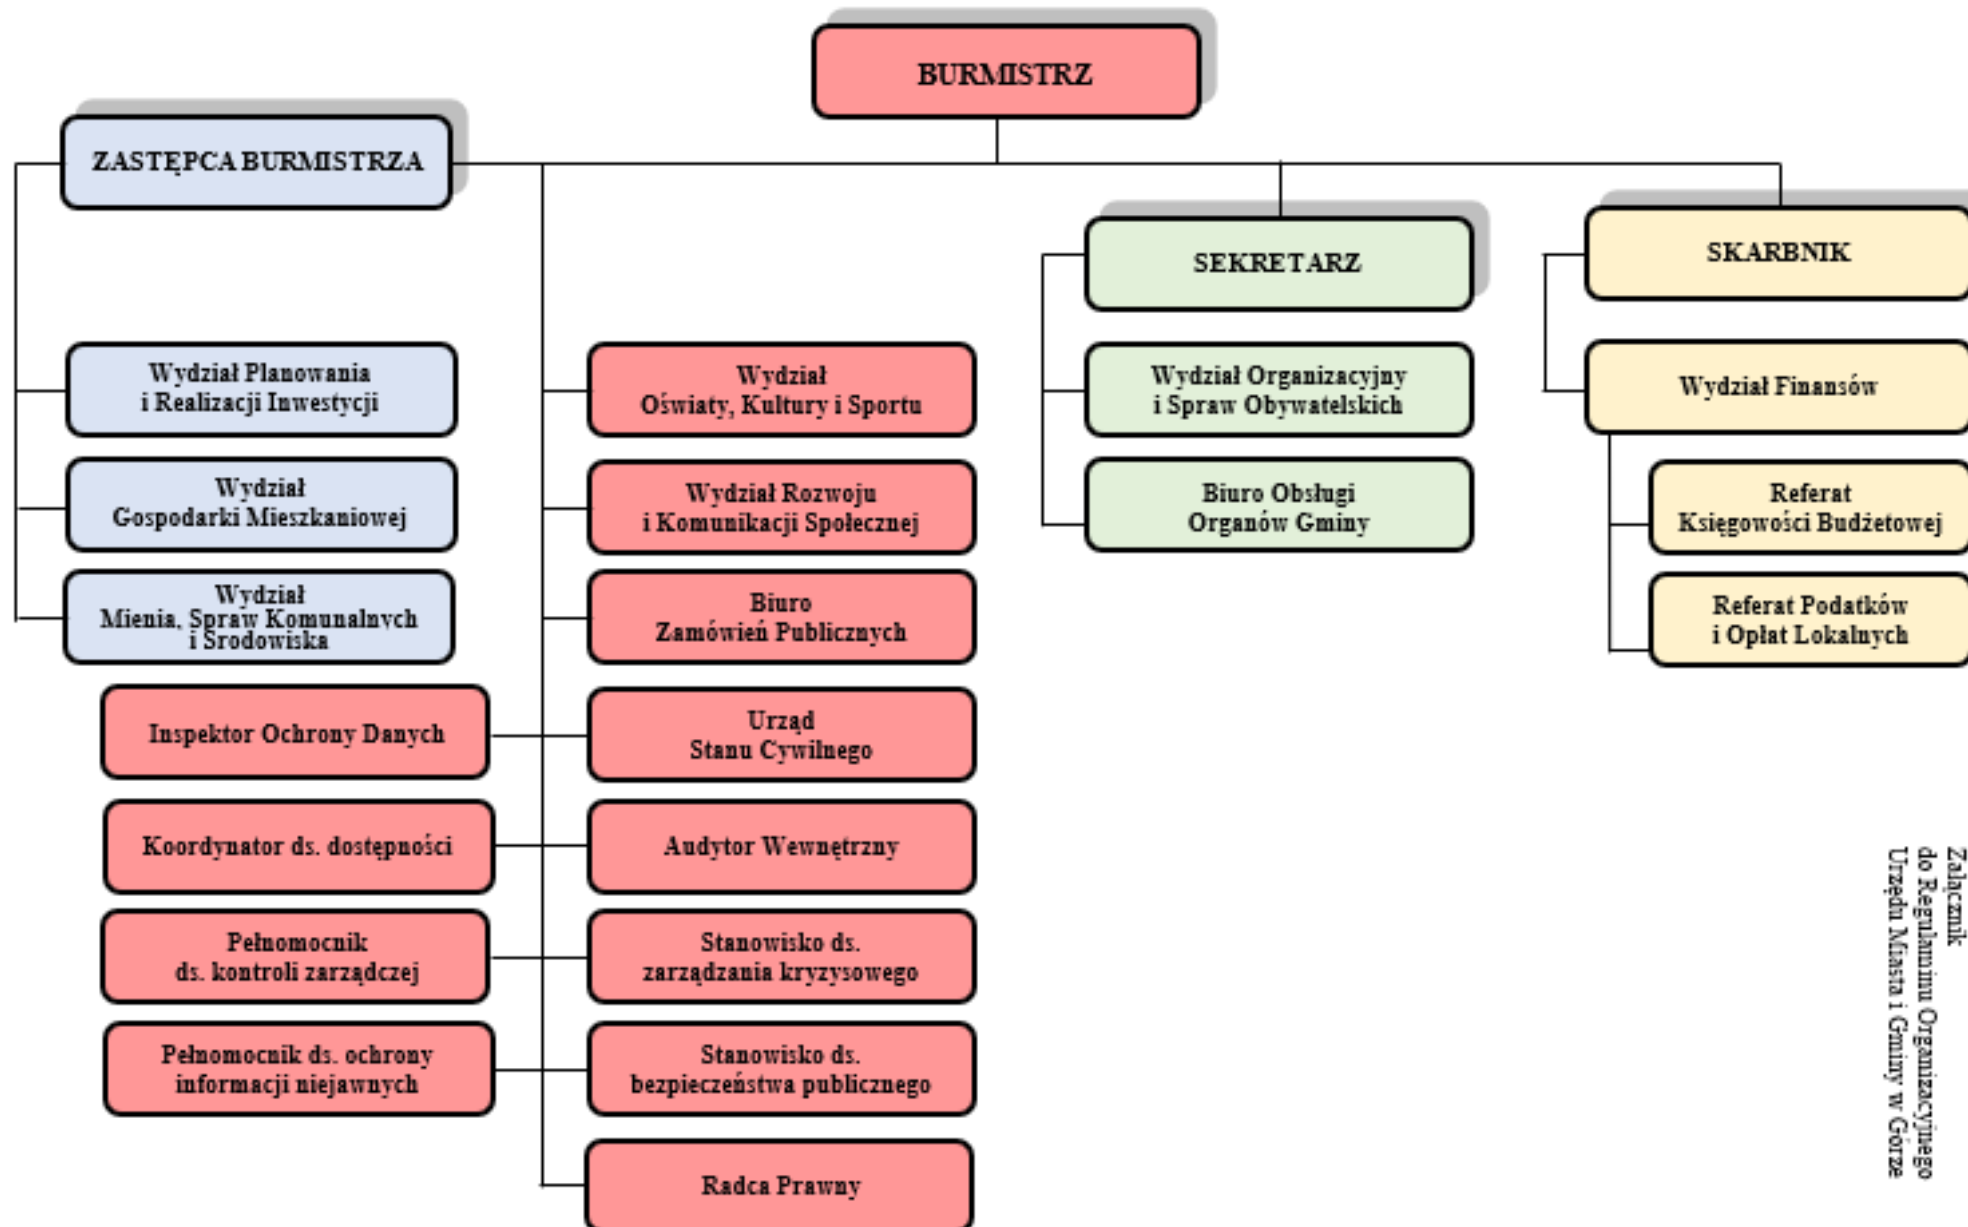 BURMISTRZ
ZASTĘPCA BURMISTRZA
SEKRETARZ
SKARBNIK
Wydział Planowania
i Realizacji Inwestycji
Wydział
Gospodarki Mieszkaniowej
Wydział
Mienia, Spraw Komunalnych
i Środowiska
Inspektor Ochrony Danych
Koordynator ds. dostępności
Pełnomocnik
ds. kontroli zarządczej
Pełnomocnik ds. ochrony
informacji niejawnych
Wydział
Oświaty, Kultury i Sportu
Wydział Rozwoju
i Komunikacji Społecznej
Biuro
Zamówień Publicznych
Urząd
Stanu Cywilnego
Audytor Wewnętrzny
Stanowisko ds.
zarządzania kryzysowego
Stanowisko ds.
bezpieczeństwa publicznego
Radca Prawny
Wydział Organizacyjny
i Spraw Obywatelskich
Biuro Obsługi
Organów Gminy
Wydział Finansów
Referat
Księgowości Budżetowej
Referat Podatków
i Opłat Lokalnych
Załącznik
do Regulaminu Organizacyjnego
Urzędu Miasta i Gminy w Górze